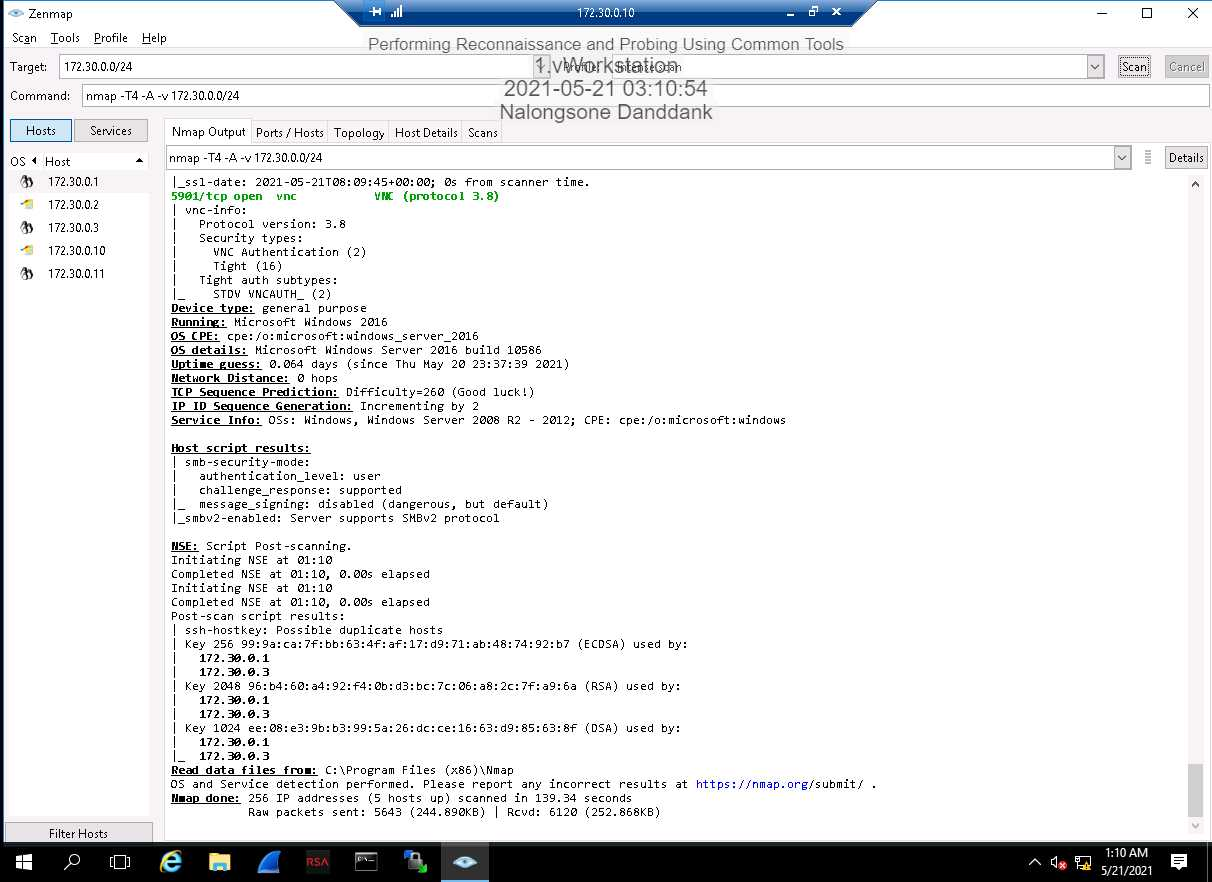 Zenmap
172.30.0.10
Scan Tools Profile Help
Performing Reconnaissance and Probing Using Common Tools
1.vWorkstation
2021-05-21 03:10:54
Nalongsone Danddank
Target: 172.30.0.0/24 Profile: Intense scan Scan Cancel
Command: nmap -T4 -A -v 172.30.0.0/24
Hosts Services
Nmap Output Ports / Hosts Topology Host Details Scans
OS Host
172.30.0.1
172.30.0.2
172.30.0.3
172.30.0.10
172.30.0.11
nmap -T4 -A -v 172.30.0.0/24 Details
|_ssl-date: 2021-05-21T08:09:45+00:00; 0s from scanner time.
5901/tcp open vnc VNC (protocol 3.8)
| vnc-info:
| Protocol version: 3.8
| Security types:
| VNC Authentication (2)
| Tight (16)
| Tight auth subtypes:
|_ STDV VNCAUTH_ (2)
Device type: general purpose
Running: Microsoft Windows 2016
OS CPE: cpe:/o:microsoft:windows_server_2016
OS details: Microsoft Windows Server 2016 build 10586
Uptime guess: 0.064 days (since Thu May 20 23:37:39 2021)
Network Distance: 0 hops
TCP Sequence Prediction: Difficulty=260 (Good luck!)
IP ID Sequence Generation: Incrementing by 2
Service Info: OSs: Windows, Windows Server 2008 R2 - 2012; CPE: cpe:/o:microsoft:windows
Host script results:
| smb-security-mode:
| authentication_level: user
| challenge_response: supported
|_ message_signing: disabled (dangerous, but default)
|_smbv2-enabled: Server supports SMBv2 protocol
NSE: Script Post-scanning.
Initiating NSE at 01:10
Completed NSE at 01:10, 0.00s elapsed
Initiating NSE at 01:10
Completed NSE at 01:10, 0.00s elapsed
Post-scan script results:
| ssh-hostkey: Possible duplicate hosts
| Key 256 99:9a:ca:7f:bb:63:4f:af:17:d9:71:ab:48:74:92:b7 (ECDSA) used by:
| 172.30.0.1
| 172.30.0.3
| Key 2048 96:b4:60:a4:92:f4:0b:d3:bc:7c:06:a8:2c:7f:a9:6a (RSA) used by:
| 172.30.0.1
| 172.30.0.3
| Key 1024 ee:08:e3:9b:b3:99:5a:26:dc:ce:16:63:d9:85:63:8f (DSA) used by:
| 172.30.0.1
|_ 172.30.0.3
Read data files from: C:\Program Files (x86)\Nmap
OS and Service detection performed. Please report any incorrect results at https://nmap.org/submit/ .
Nmap done: 256 IP addresses (5 hosts up) scanned in 139.34 seconds
Raw packets sent: 5643 (244.890KB) | Rcvd: 6120 (252.868KB)
Filter Hosts
RSA
1:10 AM
5/21/2021